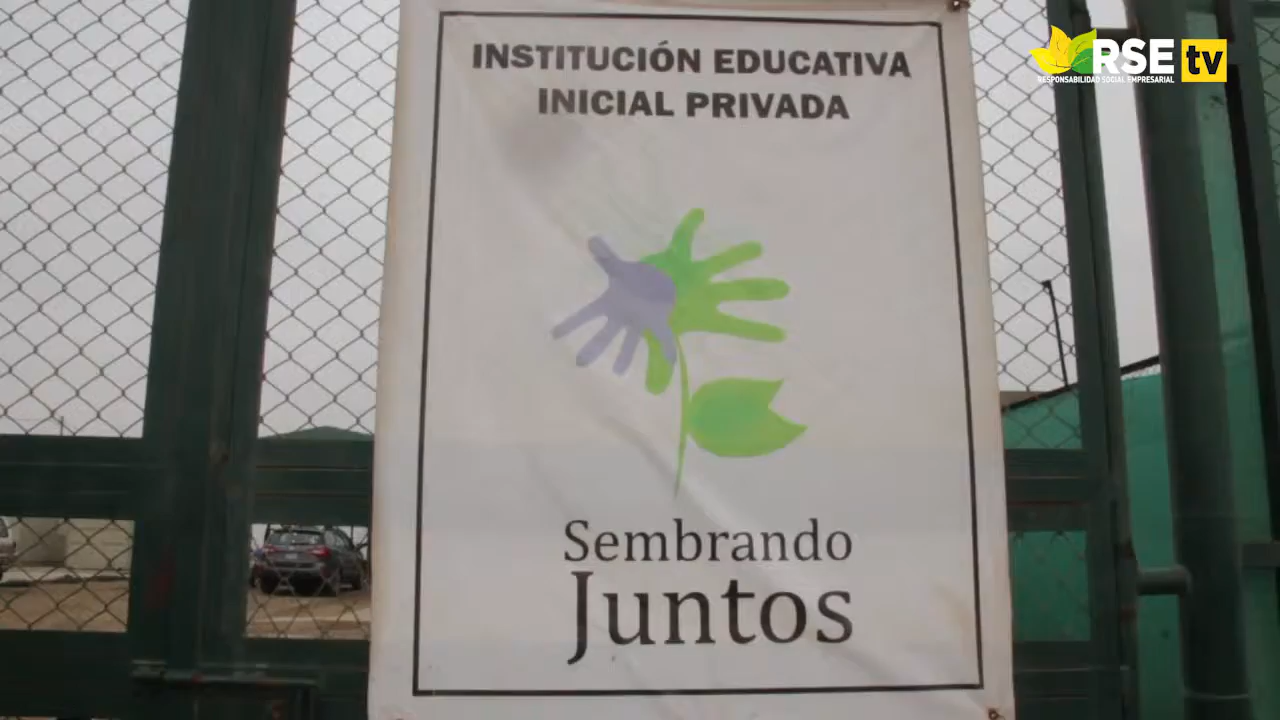 INSTITUCIÓN EDUCATIVA
INICIAL PRIVADA
Sembrando
Juntos
RSE tv
RESPONSABILIDAD SOCIAL EMPRESARIAL